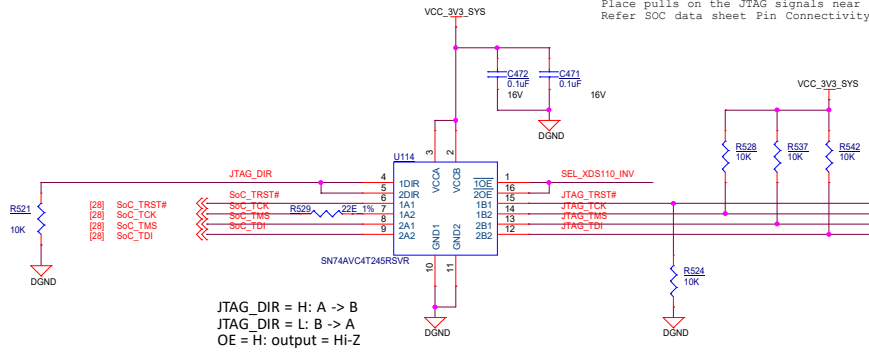 Place pulls on the JTAG signals near
Refer SOC data sheet Pin Connectivity
VCC_3V3_SYS
C472
0.1uF
16V
C471
0.1uF
16V
DGND
VCC_3V3_SYS
R528
10K
R537
10K
R542
10K
U114
3
2
VCCA
VCCB
JTAG_DIR
4
1DIR
5
2DIR
SoC_TRST#
6
1A1
SoC_TCK
7
1A2
SoC_TMS
8
2A1
SoC_TDI
9
2A2
1OE
1
SEL_XDS110_INV
2OE
16
1B1
15
JTAG_TRST#
1B2
14
JTAG_TCK
2B1
13
JTAG_TMS
2B2
12
JTAG_TDI
GND1
GND2
10
11
SN74AVC4T245RSVR
R521
10K
DGND
[28] SoC_TRST#
[28] SoC_TCK
[28] SoC_TMS
[28] SoC_TDI
R529
22E_1%
R524
10K
DGND
DGND
JTAG_DIR = H: A -> B
JTAG_DIR = L: B -> A
OE = H: output = Hi-Z